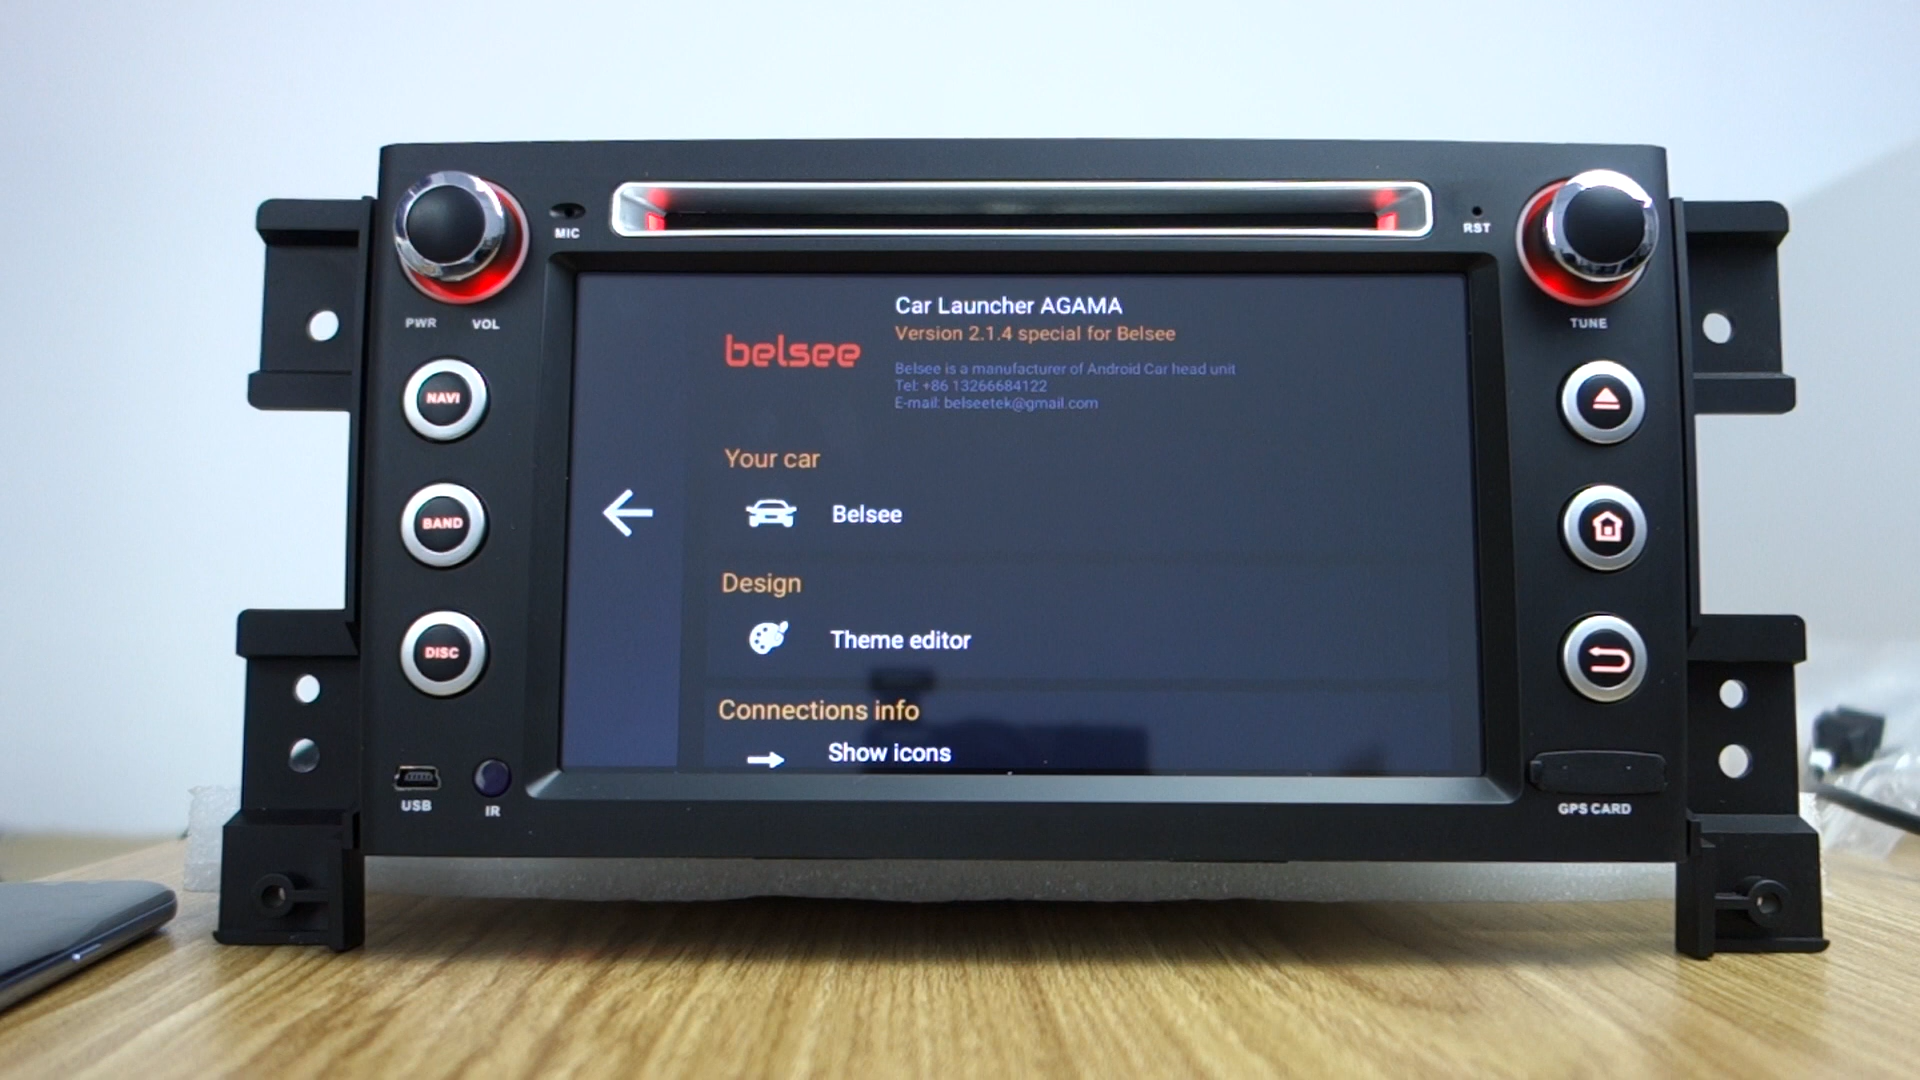 MIC
RST
PWR
VOL
TUNE
NAVI
BAND
DISC
USB
IR
GPS CARD
belsee
Car Launcher AGAMA
Version 2.1.4 special for Belsee
Belsee is a manufacturer of Android Car head unit
Tel: +86 13266684122
E-mail: belseetek@gmail.com
Your car
Belsee
Design
Theme editor
Connections info
Show icons